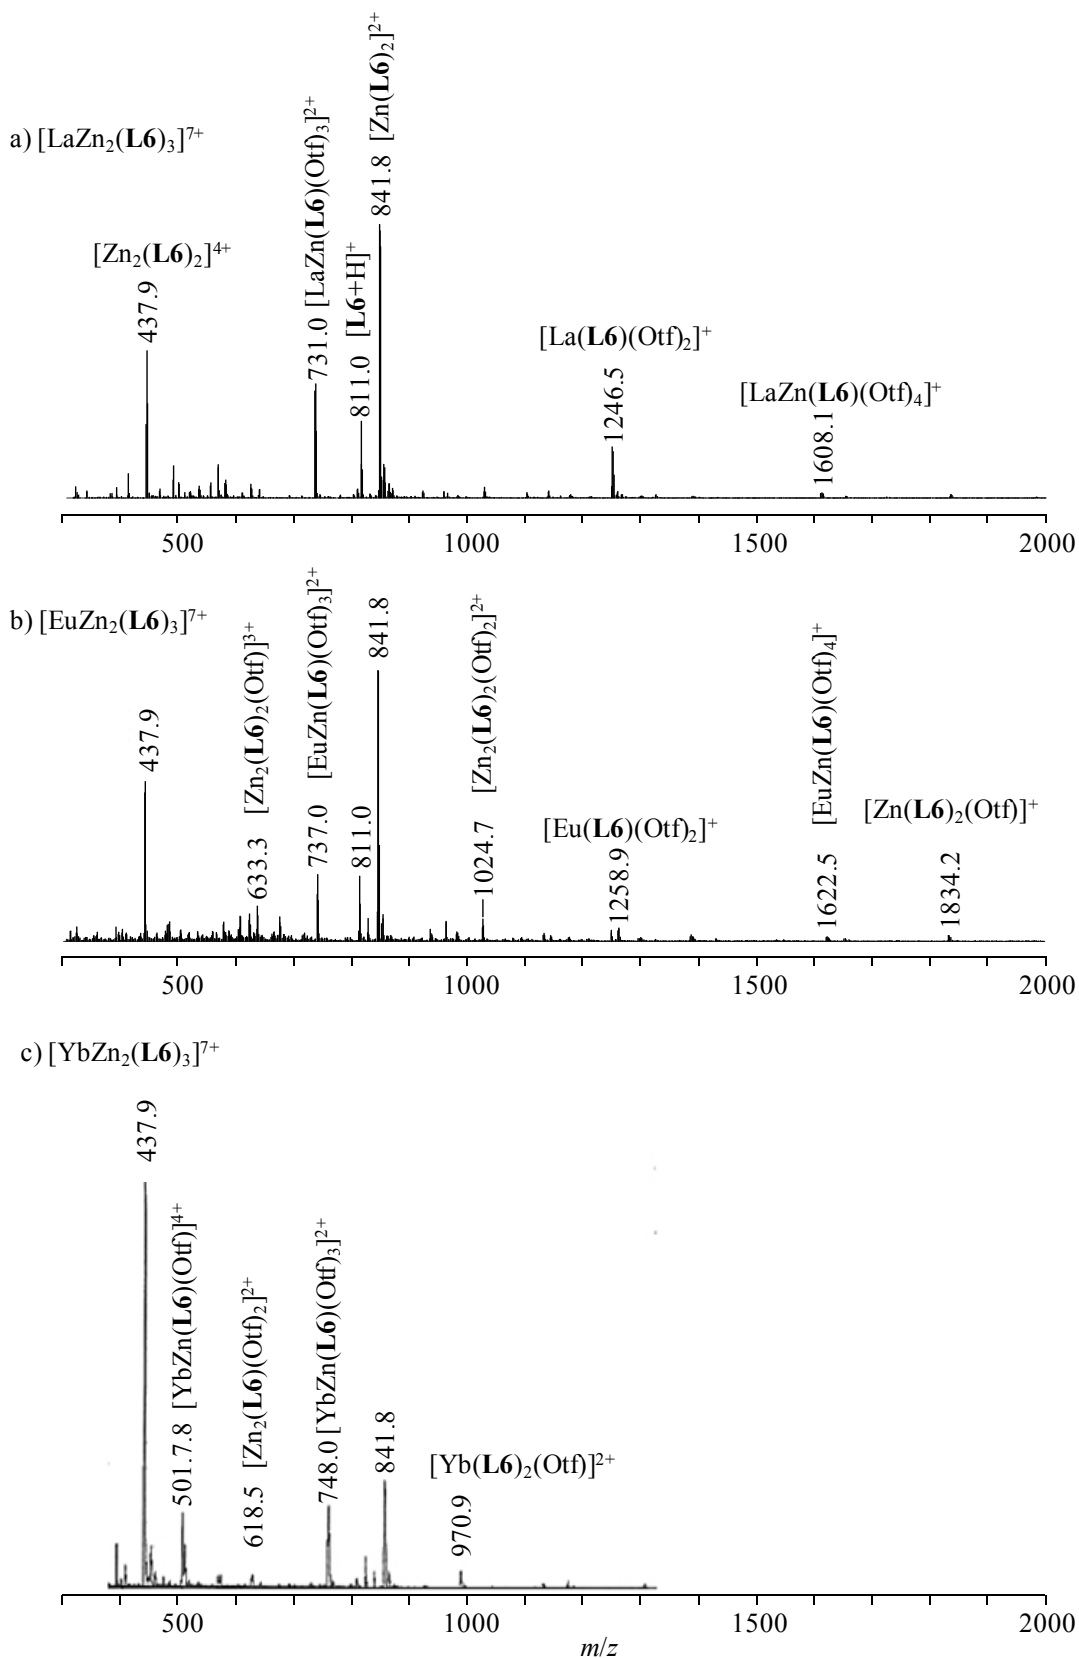 a) [LaZn₂(L6)₃]⁷⁺
[Zn₂(L6)₂]⁴⁺
437.9
731.0 [LaZn(L6)(Otf)₃]²⁺
811.0 [L6+H]⁺
841.8 [Zn(L6)₂]²⁺
[La(L6)(Otf)₂]⁺
1246.5
[LaZn(L6)(Otf)₄]⁺
1608.1
500 1000 1500 2000
b) [EuZn₂(L6)₃]⁷⁺
437.9
633.3 [Zn₂(L6)₂(Otf)]³⁺
737.0 [EuZn(L6)(Otf)₃]²⁺
811.0
841.8
1024.7 [Zn₂(L6)₂(Otf)₂]²⁺
[Eu(L6)(Otf)₂]⁺
1258.9
1622.5 [EuZn(L6)(Otf)₄]⁺
[Zn(L6)₂(Otf)]⁺
1834.2
500 1000 1500 2000
c) [YbZn₂(L6)₃]⁷⁺
437.9
501.7.8 [YbZn(L6)(Otf)]⁴⁺
618.5 [Zn₂(L6)(Otf)₂]²⁺
748.0 [YbZn(L6)(Otf)₃]²⁺
841.8
[Yb(L6)₂(Otf)]²⁺
970.9
500 1000 1500 2000
m/z